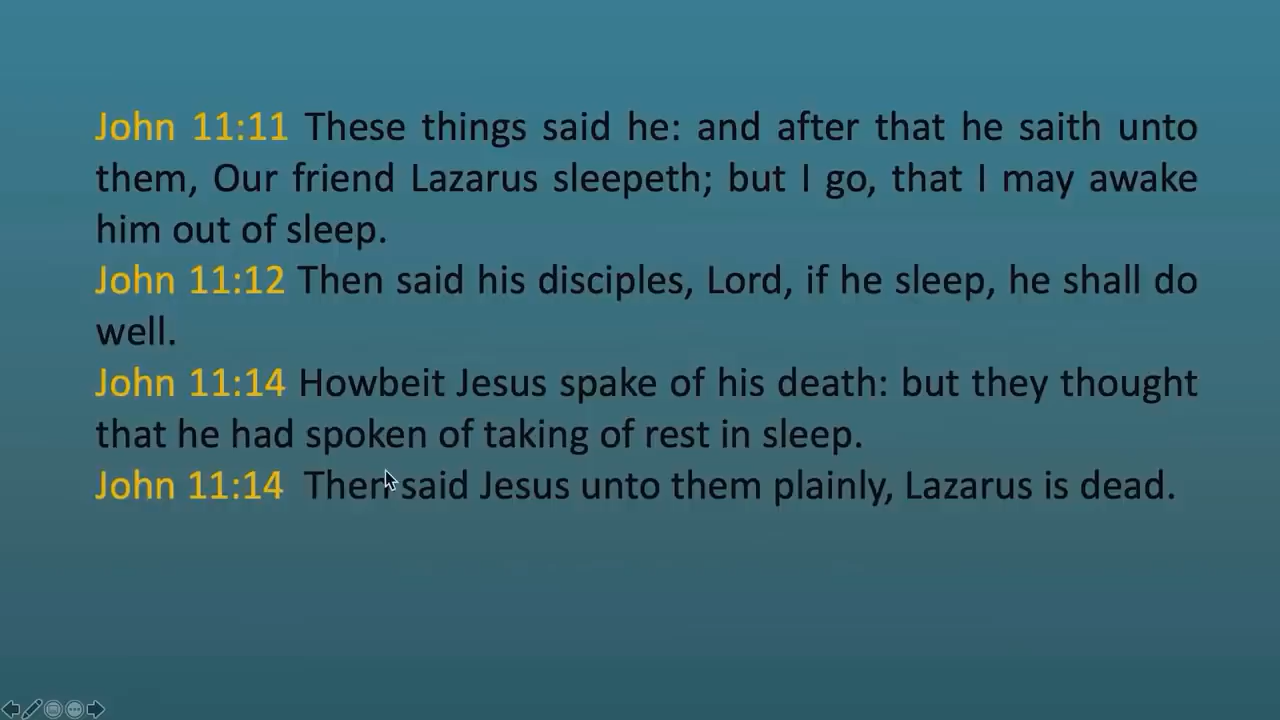 John 11:11 These things said he: and after that he saith unto
them, Our friend Lazarus sleepeth; but I go, that I may awake
him out of sleep.
John 11:12 Then said his disciples, Lord, if he sleep, he shall do
well.
John 11:14 Howbeit Jesus spake of his death: but they thought
that he had spoken of taking of rest in sleep.
John 11:14 Then said Jesus unto them plainly, Lazarus is dead.